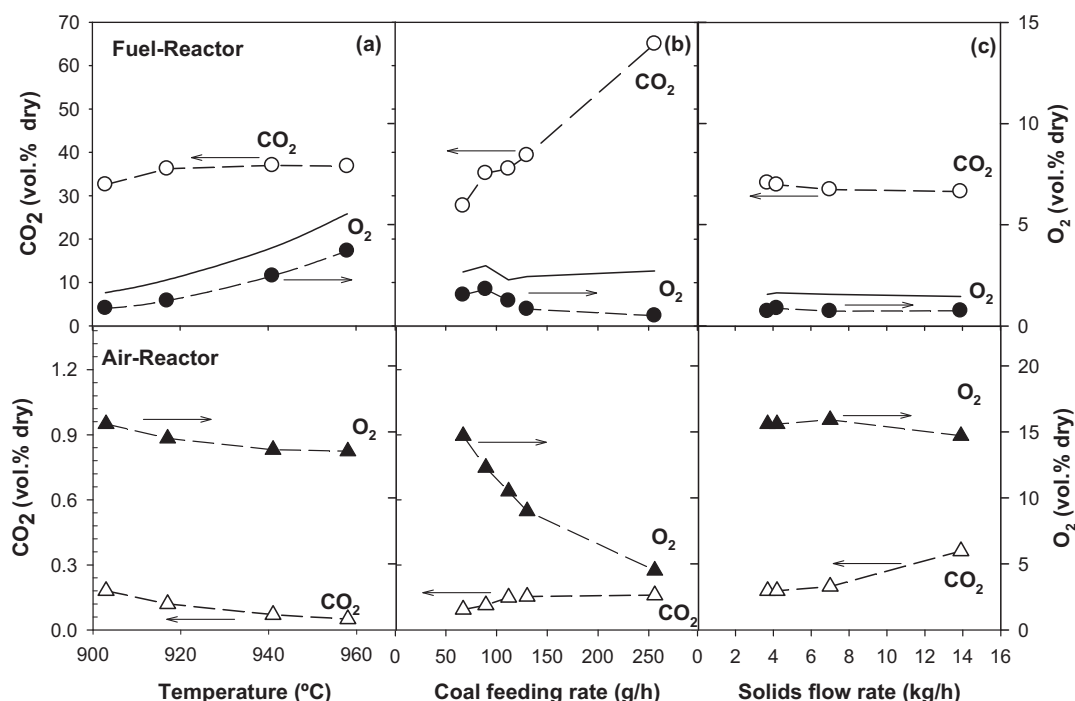 70
60
50
40
30
20
10
0
CO2 (vol.% dry)
Fuel-Reactor
(a)
CO2
O2
(b)
CO2
O2
(c)
CO2
O2
15
10
5
0
O2 (vol.% dry)
1.2
0.9
0.6
0.3
0.0
CO2 (vol.% dry)
Air-Reactor
O2
CO2
O2
CO2
O2
CO2
20
15
10
5
0
O2 (vol.% dry)
900 920 940 960
0 50 100 150 200 250
0 2 4 6 8 10 12 14 16
Temperature (ºC)
Coal feeding rate (g/h)
Solids flow rate (kg/h)